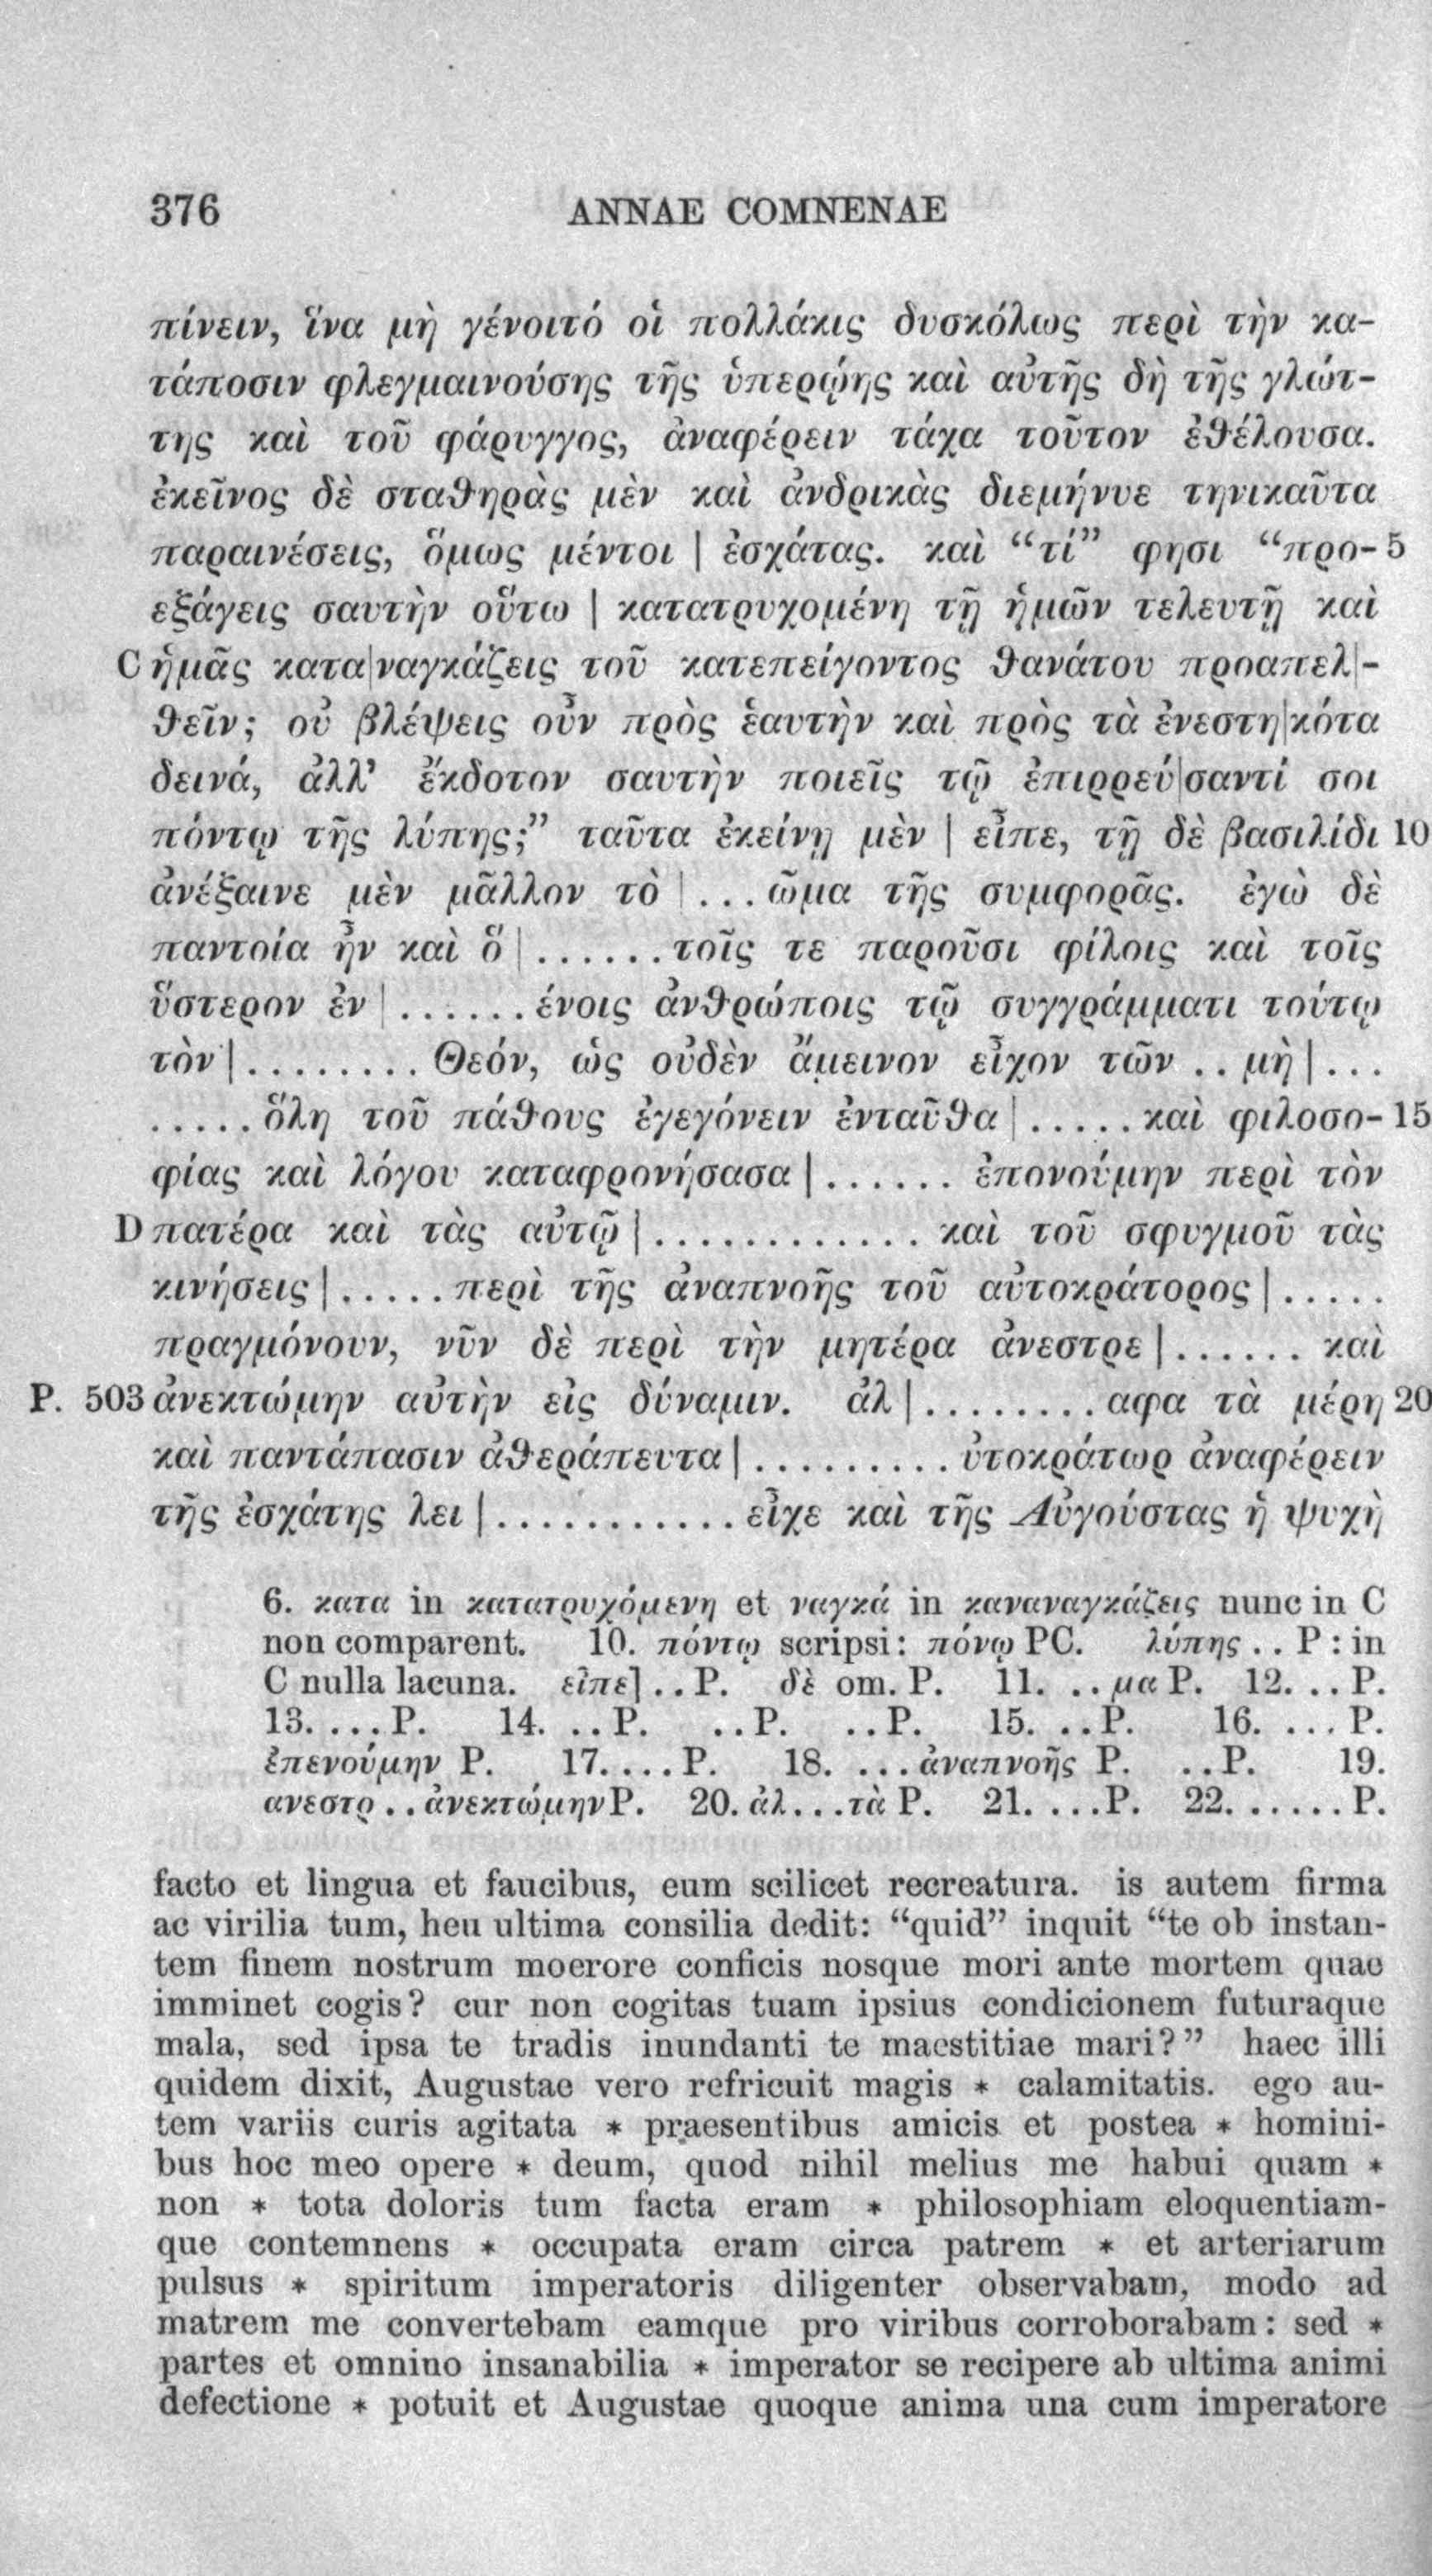 376 ANNAE COMNENAE
πίνειν, ἵνα μὴ γένοιτό οἱ πολλάκις δυσκόλως περὶ τὴν κα-
τάποσιν φλεγμαινούσης τῆς ὑπερῴης καὶ αὐτῆς δὴ τῆς γλώτ-
της καὶ τοῦ φάρυγγος, ἀναφέρειν τάχα τοῦτον ἐθέλουσα.
ἐκεῖνος δὲ σταθηρὰς μὲν καὶ ἀνδρικὰς διεμήνυε τηνικαῦτα
παραινέσεις, ὅμως μέντοι | ἐσχάτας. καὶ “τί” φησι “προ- 5
εξάγεις σαυτὴν οὕτω | κατατρυχομένη τῇ ἡμῶν τελευτῇ καὶ
C ἡμᾶς κατα|ναγκάζεις τοῦ κατεπείγοντος θανάτου προαπελ|-
θεῖν; οὐ βλέψεις οὖν πρὸς ἑαυτὴν καὶ πρὸς τὰ ἐνεστη|κότα
δεινά, ἀλλ’ ἔκδοτον σαυτὴν ποιεῖς τῷ ἐπιρρεύ|σαντί σοι
πόντῳ τῆς λύπης;” ταῦτα ἐκείνῃ μὲν | εἶπε, τῇ δὲ βασιλίδι 10
ἀνέξαινε μὲν μᾶλλον τὸ | ... ῶμα τῆς συμφορᾶς. ἐγὼ δὲ
παντοία ἦν καὶ ὅ | ...... τοῖς τε παροῦσι φίλοις καὶ τοῖς
ὕστερον ἐν | ...... ένοις ἀνθρώποις τῷ συγγράμματι τούτῳ
τὸν | ........ Θεόν, ὡς οὐδὲν ἄμεινον εἶχον τῶν .. μὴ | ...
..... ὅλη τοῦ πάθους ἐγεγόνειν ἐνταῦθα | ..... καὶ φιλοσο- 15
φίας καὶ λόγου καταφρονήσασα | ...... ἐπονούμην περὶ τὸν
D πατέρα καὶ τὰς αὐτῷ | ............. καὶ τοῦ σφυγμοῦ τὰς
κινήσεις | ..... περὶ τῆς ἀναπνοῆς τοῦ αὐτοκράτορος | .....
πραγμόνουν, νῦν δὲ περὶ τὴν μητέρα ἀνεστρε | ...... καὶ
P. 503 ἀνεκτώμην αὐτὴν εἰς δύναμιν. ἀλ | ........ αφα τὰ μέρη 20
καὶ παντάπασιν ἀθεράπευτα | ......... ὐτοκράτωρ ἀναφέρειν
τῆς ἐσχάτης λει | ........... εἶχε καὶ τῆς Αὐγούστας ἡ ψυχὴ
6. κατα in κατατρυχόμενη et ναγκά in καναναγκάζεις nunc in C
non comparent. 10. πόντῳ scripsi: πόνῳ PC. λύπης .. P : in
C nulla lacuna. εἶπε] .. P. δὲ om. P. 11. .. μα P. 12. .. P.
13. ... P. 14. .. P. .. P. .. P. 15. .. P. 16. ... P.
ἐπενούμην P. 17. ... P. 18. ... ἀναπνοῆς P. .. P. 19.
ανεστρ .. ἀνεκτώμην P. 20. ἀλ ... τὰ P. 21. ... P. 22. ..... P.
facto et lingua et faucibus, eum scilicet recreatura. is autem firma
ac virilia tum, heu ultima consilia dedit: “quid” inquit “te ob instan-
tem finem nostrum moerore conficis nosque mori ante mortem quae
imminet cogis? cur non cogitas tuam ipsius condicionem futuraque
mala, sed ipsa te tradis inundanti te maestitiae mari?” haec illi
quidem dixit, Augustae vero refricuit magis * calamitatis. ego au-
tem variis curis agitata * praesentibus amicis et postea * homini-
bus hoc meo opere * deum, quod nihil melius me habui quam *
non * tota doloris tum facta eram * philosophiam eloquentiam-
que contemnens * occupata eram circa patrem * et arteriarum
pulsus * spiritum imperatoris diligenter observabam, modo ad
matrem me convertebam eamque pro viribus corroborabam: sed *
partes et omnino insanabilia * imperator se recipere ab ultima animi
defectione * potuit et Augustae quoque anima una cum imperatore